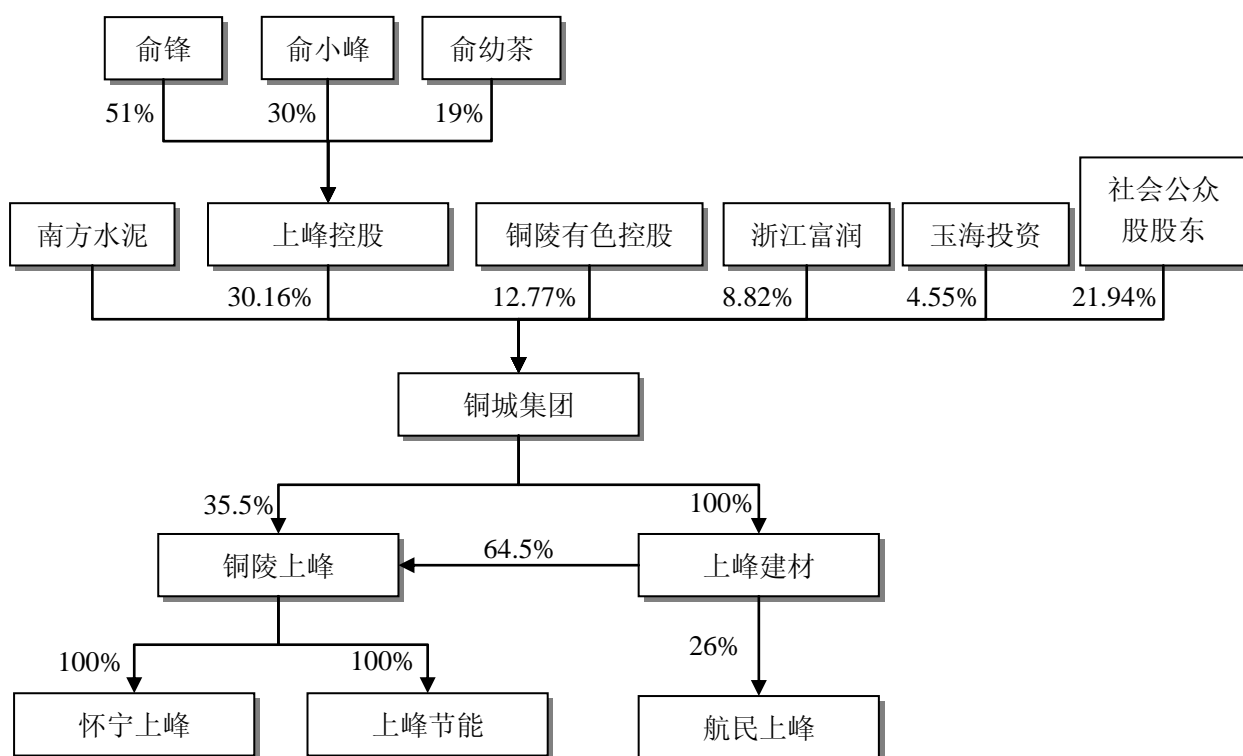 俞锋
俞小峰
俞幼茶
51%
30%
19%
南方水泥
上峰控股
铜陵有色控股
浙江富润
玉海投资
社会公众
股股东
30.16%
12.77%
8.82%
4.55%
21.94%
铜城集团
35.5%
100%
铜陵上峰
64.5%
上峰建材
100%
100%
26%
怀宁上峰
上峰节能
航民上峰